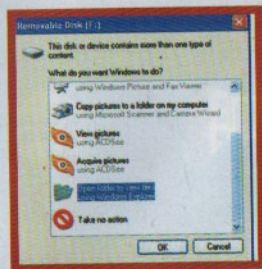 Removable Disk (F:)
This disk or device contains more than one type of
content.
What do you want Windows to do?
using Windows Picture and Fax Viewer
Copy pictures to a folder on my computer
using Microsoft Scanner and Camera Wizard
View pictures
using ACDSee
Acquire pictures
using ACDSee
Open folder to view files
using Windows Explorer
Take no action
OK
Cancel